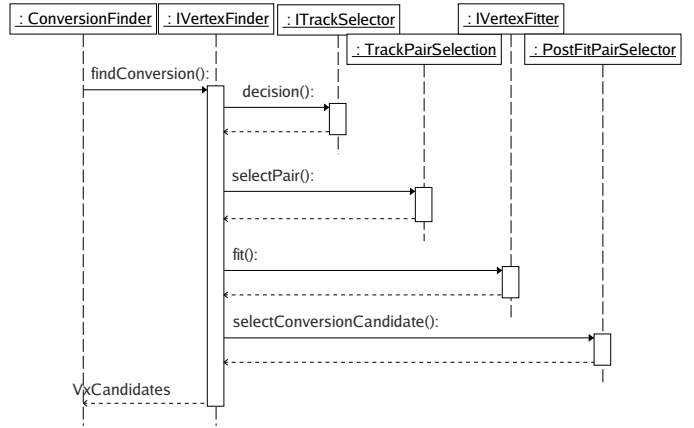 : ConversionFinder
: IVertexFinder
: ITrackSelector
: IVertexFitter
: TrackPairSelection
: PostFitPairSelector
findConversion():
decision():
selectPair():
fit():
selectConversionCandidate():
VxCandidates